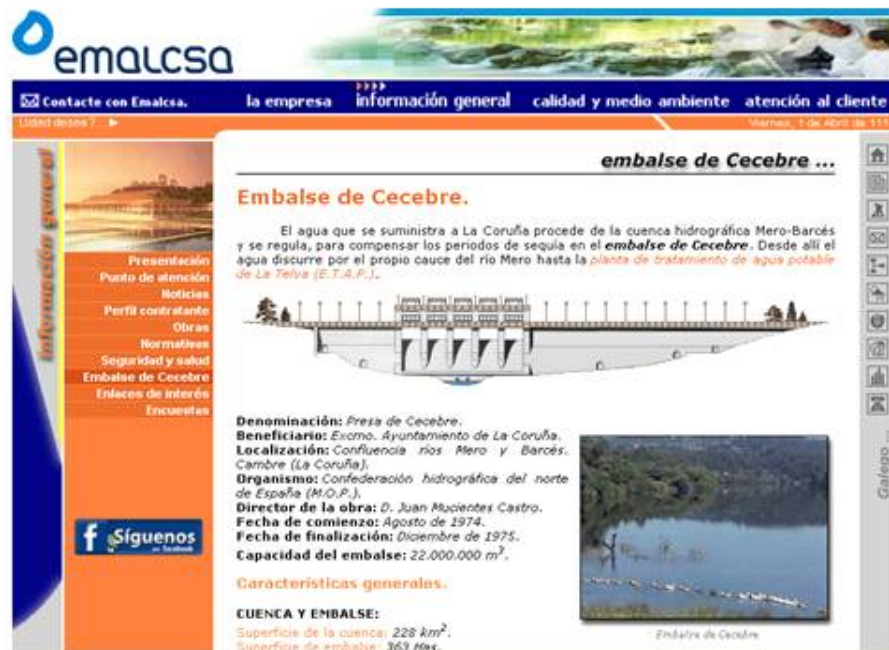 emalcsa
Contacte con Emalcsa.
la empresa
información general
calidad y medio ambiente
atención al cliente
Usted desea?
Viernes, 1 de Abril de 111
información general
embalse de Cecebre ...
Embalse de Cecebre.
El agua que se suministra a La Coruña procede de la cuenca hidrográfica Mero-Barcés
y se regula, para compensar los periodos de sequía en el embalse de Cecebre. Desde allí el
agua discurre por el propio cauce del río Mero hasta la planta de tratamiento de agua potable
de La Telva (E.T.A.P.).
Presentación
Punto de atención
Noticias
Perfil contratante
Obras
Normativas
Seguridad y salud
Embalse de Cecebre
Enlaces de interés
Encuestas
Síguenos
en facebook
Denominación: Presa de Cecebre.
Beneficiario: Excmo. Ayuntamiento de La Coruña.
Localización: Confluencia ríos Mero y Barcés.
Cambre (La Coruña).
Organismo: Confederación hidrográfica del norte
de España (M.O.P.).
Director de la obra: D. Juan Mucientes Castro.
Fecha de comienzo: Agosto de 1974.
Fecha de finalización: Diciembre de 1975.
Capacidad del embalse: 22.000.000 m³.
Embalse de Cecebre
Características generales.
CUENCA Y EMBALSE:
Superficie de la cuenca: 228 km².
Superficie de embalse: 363 Has.
Galego